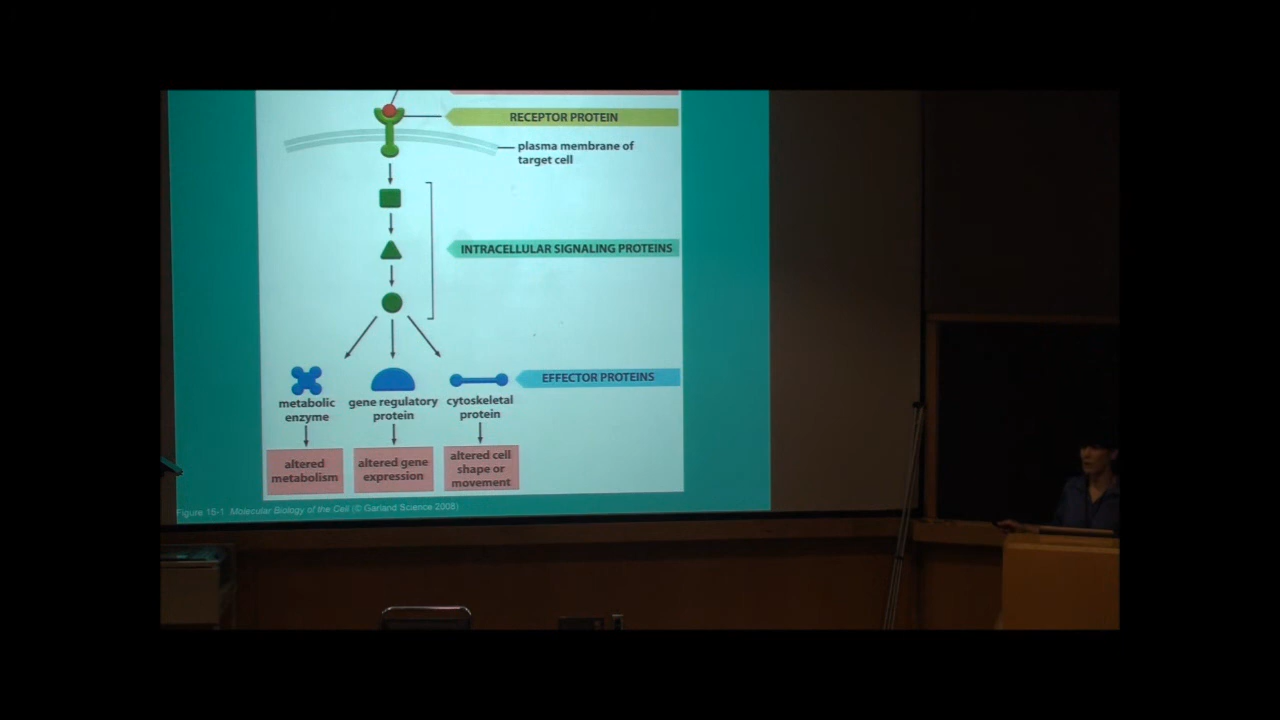 RECEPTOR PROTEIN
plasma membrane of
target cell
INTRACELLULAR SIGNALING PROTEINS
EFFECTOR PROTEINS
metabolic
enzyme
gene regulatory
protein
cytoskeletal
protein
altered
metabolism
altered gene
expression
altered cell
shape or
movement
Figure 15-1 Molecular Biology of the Cell (© Garland Science 2008)